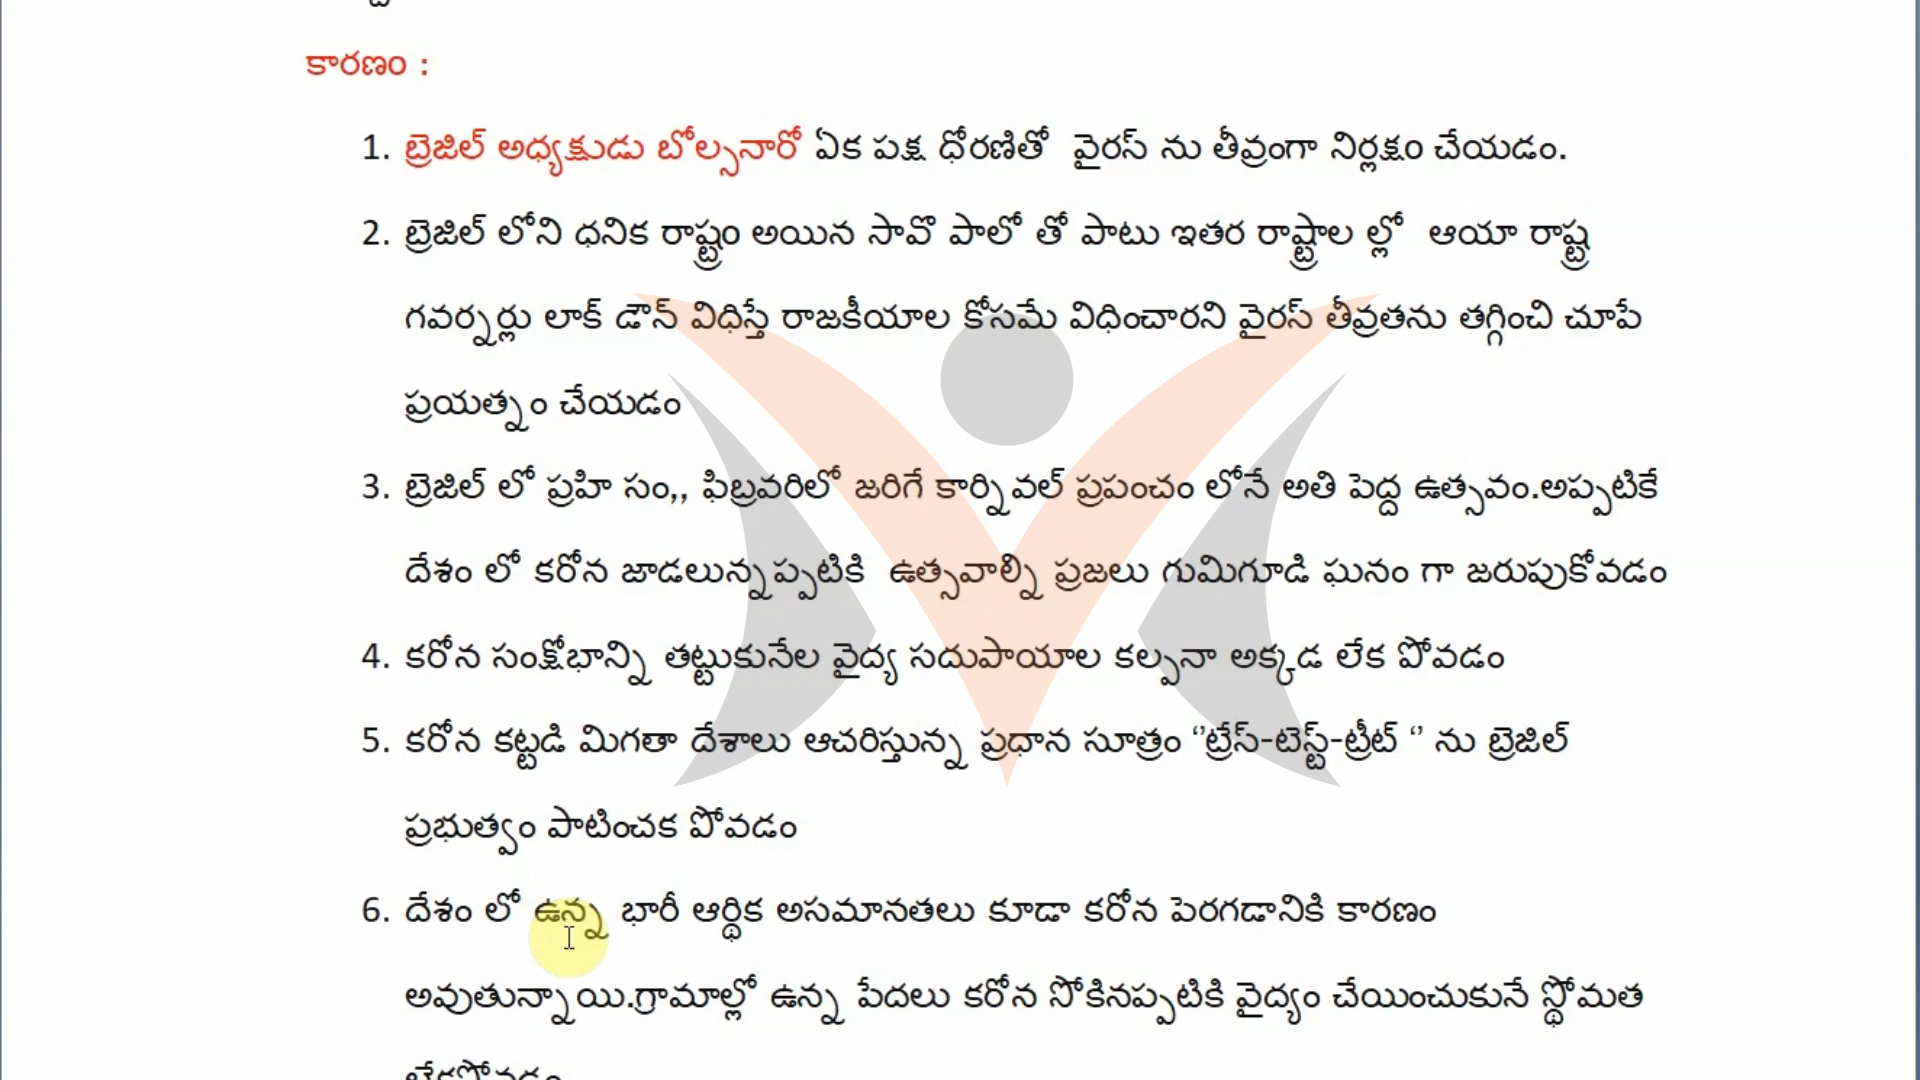 కారణం :
1. బ్రెజిల్ అధ్యక్షుడు బోల్సనారో ఏక పక్ష ధోరణితో వైరస్ ను తీవ్రంగా నిర్లక్షం చేయడం.
2. బ్రెజిల్ లోని ధనిక రాష్ట్రం అయిన సావొ పాలో తో పాటు ఇతర రాష్ట్రాల ల్లో ఆయా రాష్ట్ర
గవర్నర్లు లాక్ డౌన్ విధిస్తే రాజకీయాల కోసమే విధించారని వైరస్ తీవ్రతను తగ్గించి చూపే
ప్రయత్నం చేయడం
3. బ్రెజిల్ లో ప్రహి సం,, ఫిబ్రవరిలో జరిగే కార్నివల్ ప్రపంచం లోనే అతి పెద్ద ఉత్సవం.అప్పటికే
దేశం లో కరోన జాడలున్నప్పటికి ఉత్సవాల్ని ప్రజలు గుమిగూడి ఘనం గా జరుపుకోవడం
4. కరోన సంక్షోభాన్ని తట్టుకునేల వైద్య సదుపాయాల కల్పనా అక్కడ లేక పోవడం
5. కరోన కట్టడి మిగతా దేశాలు ఆచరిస్తున్న ప్రధాన సూత్రం “ట్రేస్-టెస్ట్-ట్రీట్ “ ను బ్రెజిల్
ప్రభుత్వం పాటించక పోవడం
6. దేశం లో ఉన్న భారీ ఆర్థిక అసమానతలు కూడా కరోన పెరగడానికి కారణం
అవుతున్నాయి.గ్రామాల్లో ఉన్న పేదలు కరోన సోకినప్పటికి వైద్యం చేయించుకునే స్థోమత